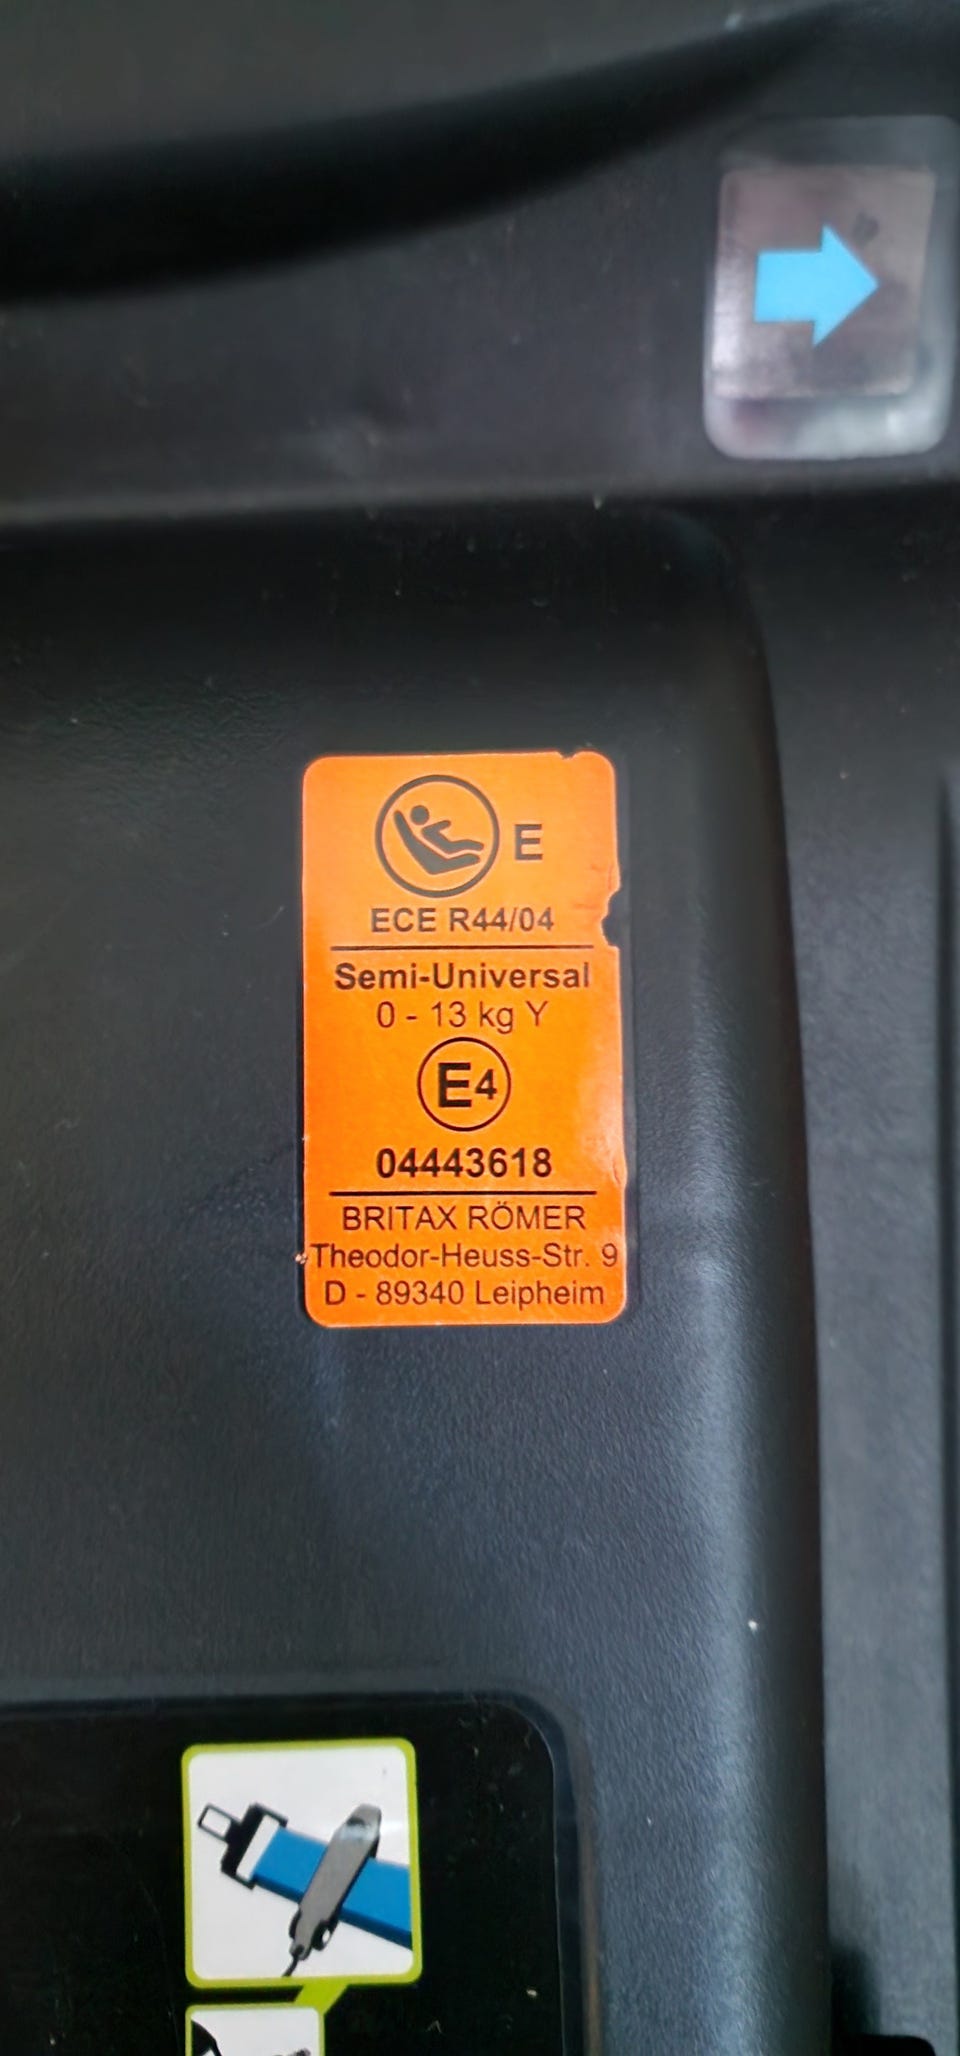 E
ECE R44/04
Semi-Universal
0 - 13 kg Y
E4
04443618
BRITAX RÖMER
Theodor-Heuss-Str. 9
D - 89340 Leipheim